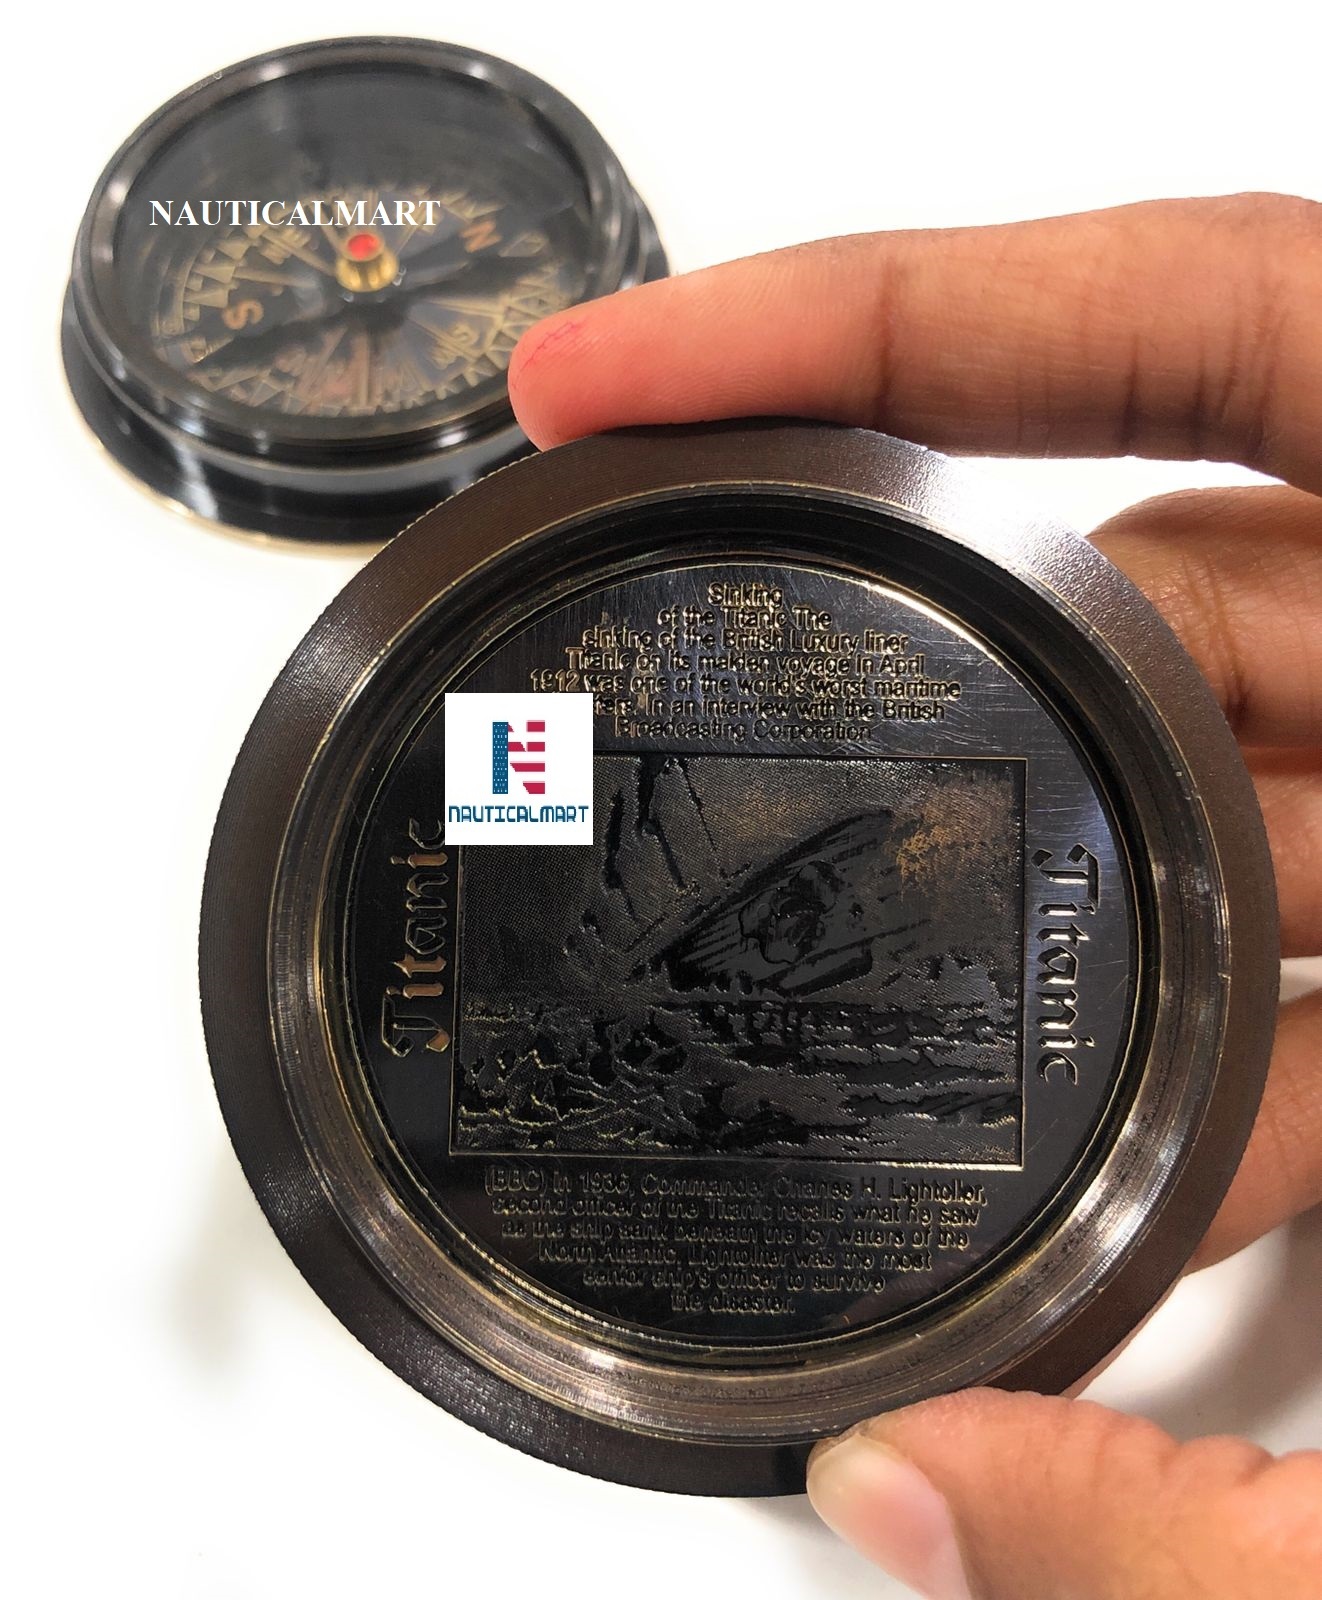 NAUTICALMART
N
S
Sinking
of the Titanic The
sinking of the British Luxury liner
Titanic on its maiden voyage in April
1912 was one of the world's worst maritime
ters. In an interview with the British
Broadcasting Corporation
NAUTICALMART
Titanic
Titanic
(BBC) in 1936, Commander Charles H. Lightoller,
second officer of the Titanic recalls what he saw
as the ship sank beneath the icy waters of the
North Atlantic, Lightoller was the most
senior ship's officer to survive
the disaster.